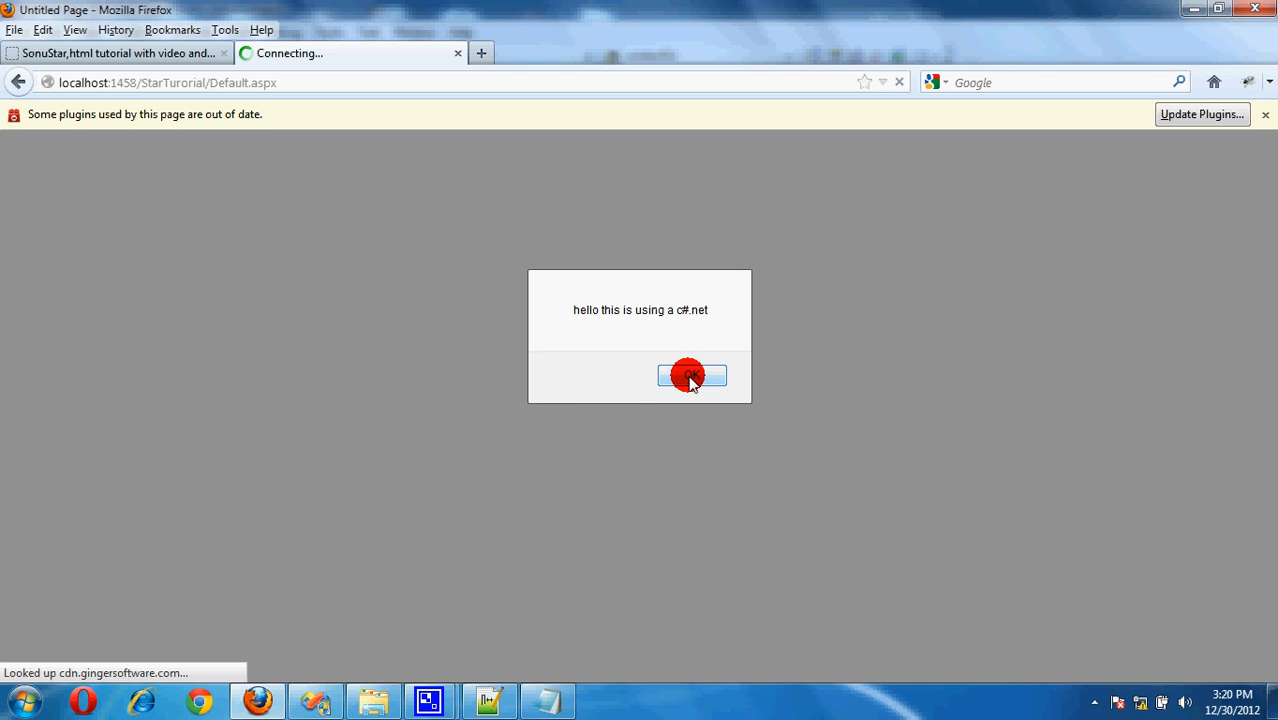 Untitled Page - Mozilla Firefox
File Edit View History Bookmarks Tools Help
SonuStar,html tutorial with video and... Connecting...
localhost:1458/StarTurorial/Default.aspx Google
Some plugins used by this page are out of date. Update Plugins...
hello this is using a c#.net
OK
Looked up cdn.gingersoftware.com...
3:20 PM
12/30/2012